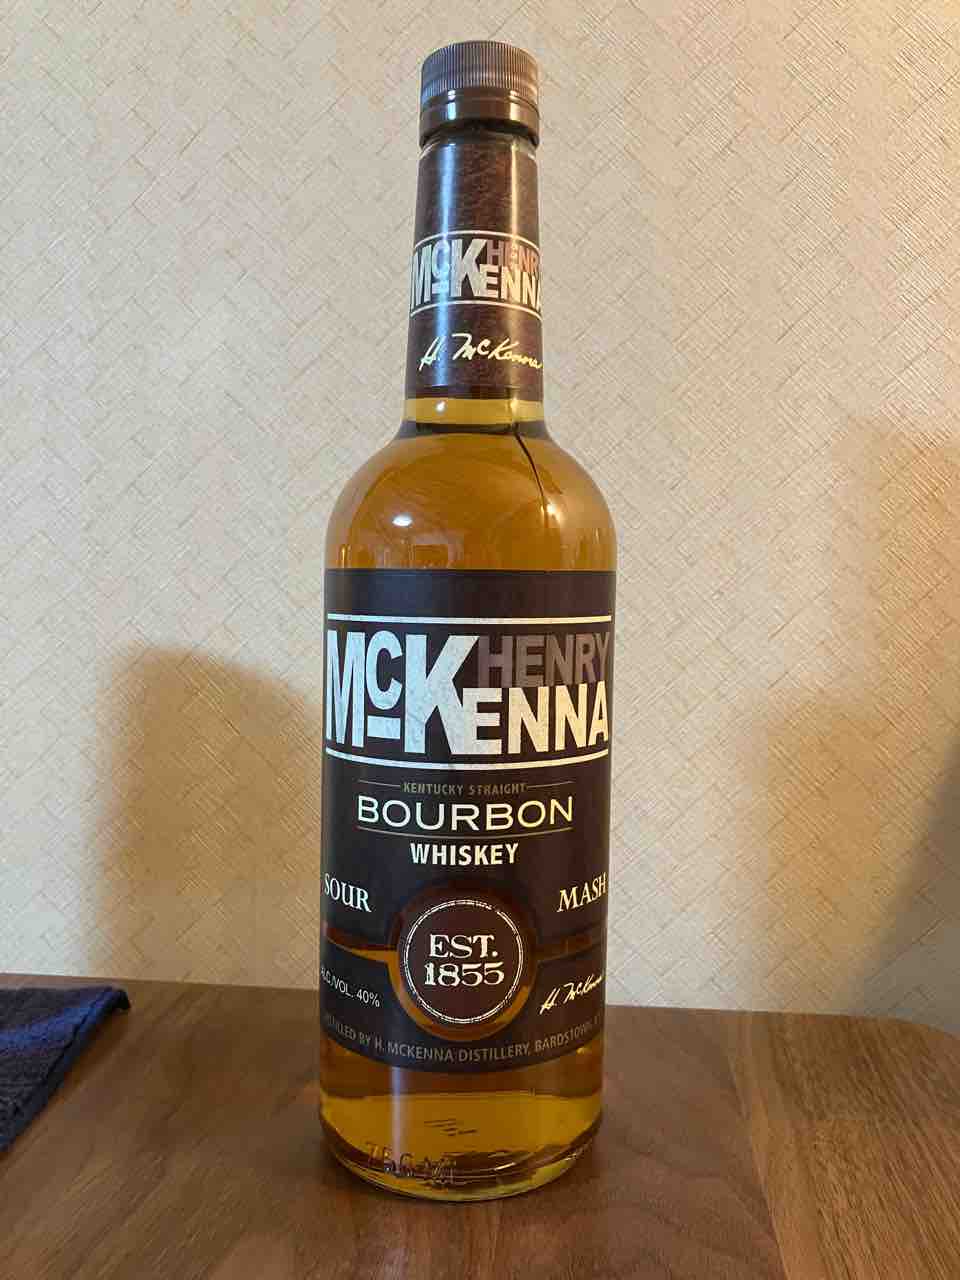 HENRY
McKENNA
H. McKenna
HENRY
McKENNA
KENTUCKY STRAIGHT
BOURBON
WHISKEY
SOUR MASH
EST.
1855
ALC/VOL. 40%
H. McKenna
DISTILLED BY H. MCKENNA DISTILLERY, BARDSTOWN, KY